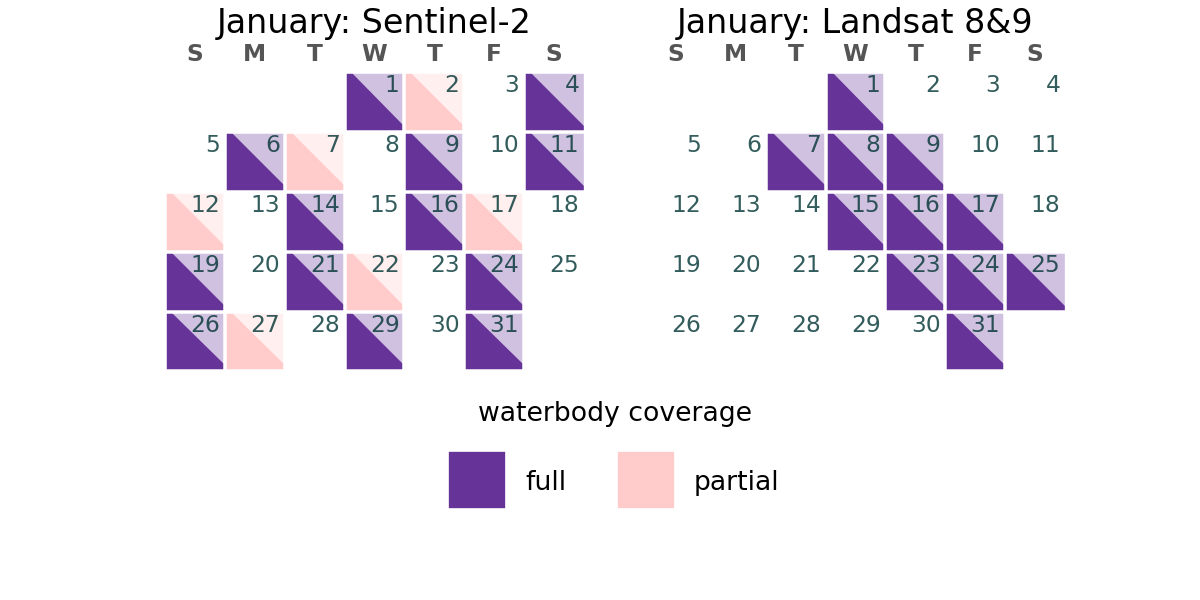 January: Sentinel-2
S M T W T F S
1 2 3 4
5 6 7 8 9 10 11
12 13 14 15 16 17 18
19 20 21 22 23 24 25
26 27 28 29 30 31
January: Landsat 8&9
S M T W T F S
1 2 3 4
5 6 7 8 9 10 11
12 13 14 15 16 17 18
19 20 21 22 23 24 25
26 27 28 29 30 31
waterbody coverage
full partial